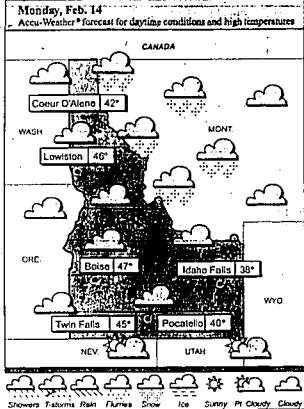 Monday, Feb. 14
Accu-Weather® forecast for daytime conditions and high temperatures
CANADA
Coeur D'Alene 42°
WASH
MONT.
Lewiston 46°
ORE.
Boise 47°
Idaho Falls 38°
WYO.
Twin Falls 45°
Pocatello 40°
NEV.
UTAH
Showers T-storms Rain Flurries Snow Ice Sunny Pt Cloudy Cloudy